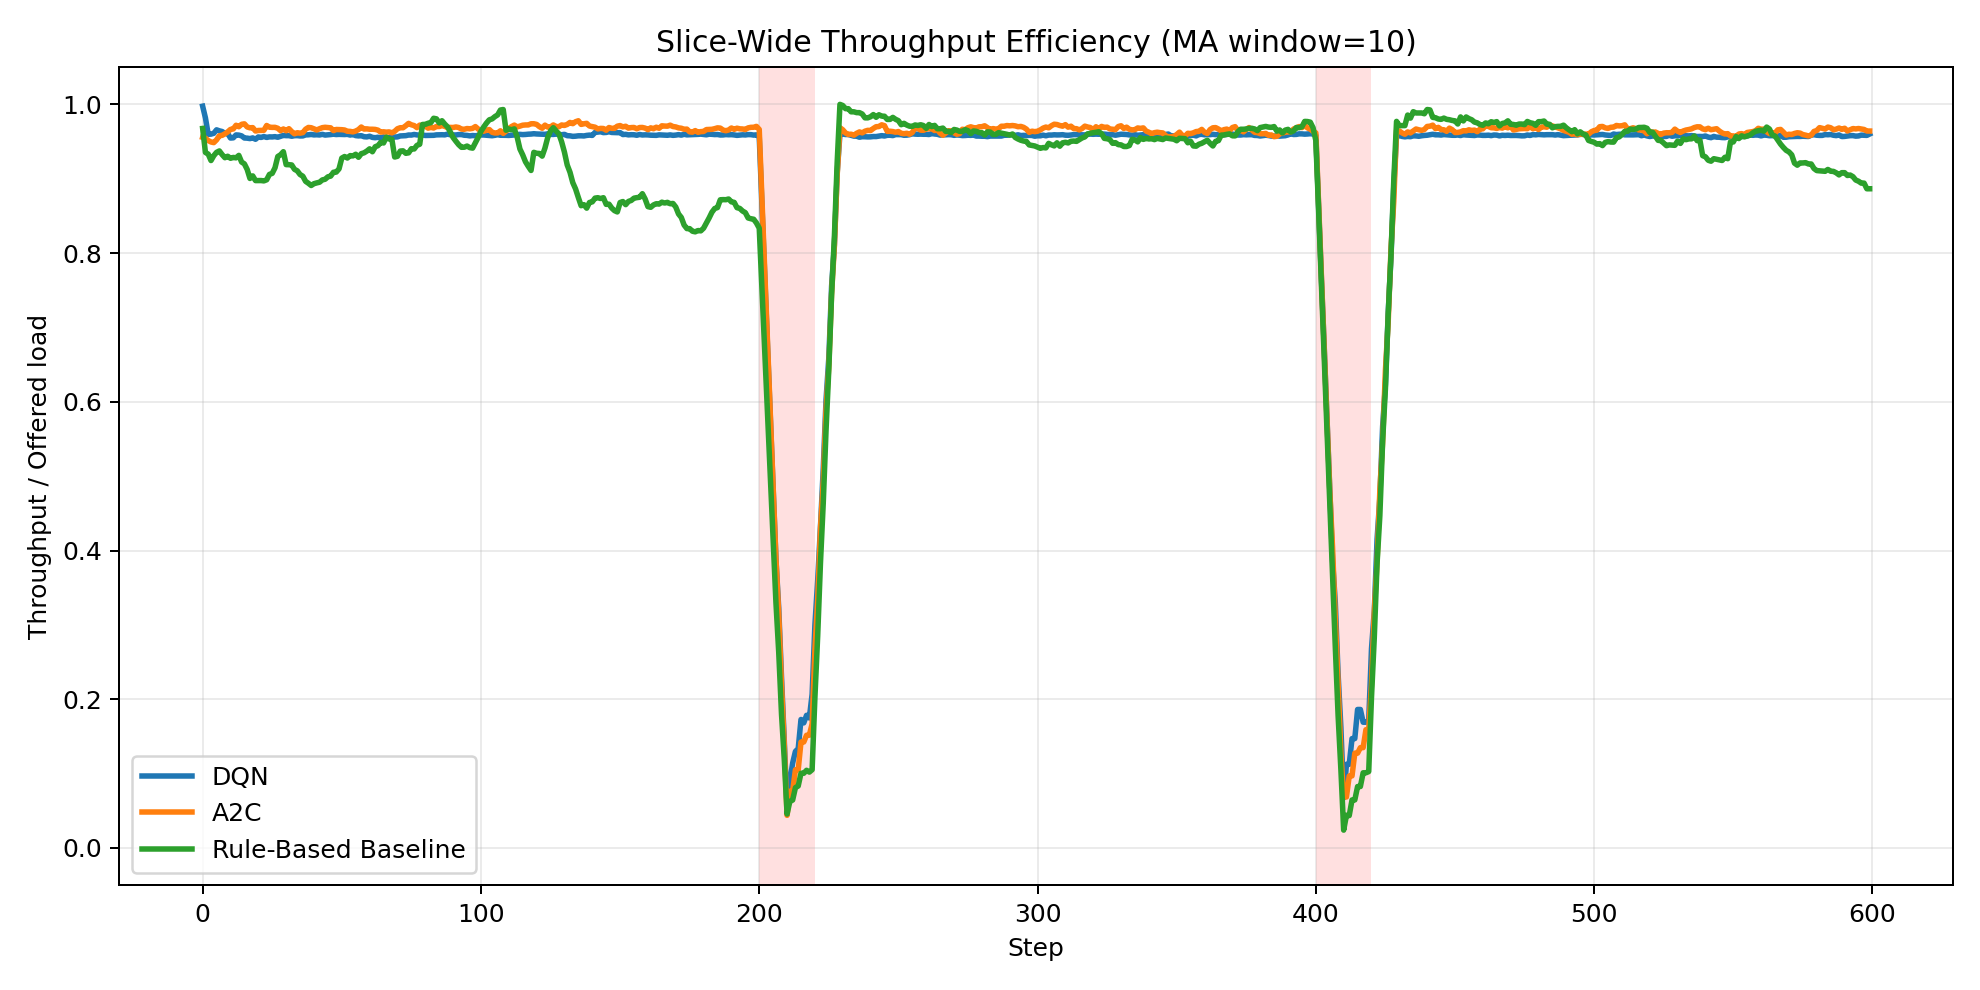 Slice-Wide Throughput Efficiency (MA window=10)
Throughput / Offered load
1.0
0.8
0.6
0.4
0.2
0.0
DQN
A2C
Rule-Based Baseline
0 100 200 300 400 500 600
Step